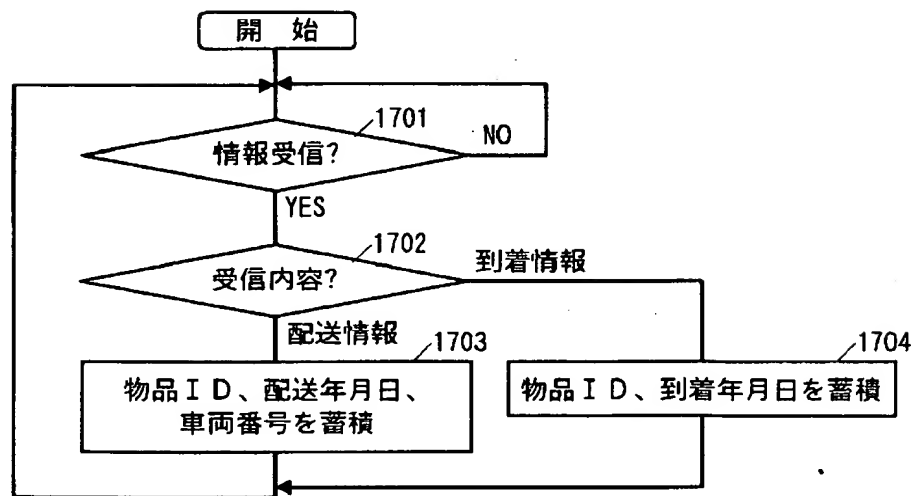 開 始
1701
情報受信?
NO
YES
1702
受信内容?
到着情報
配送情報
1703
物品ID、配送年月日、
車両番号を蓄積
1704
物品ID、到着年月日を蓄積